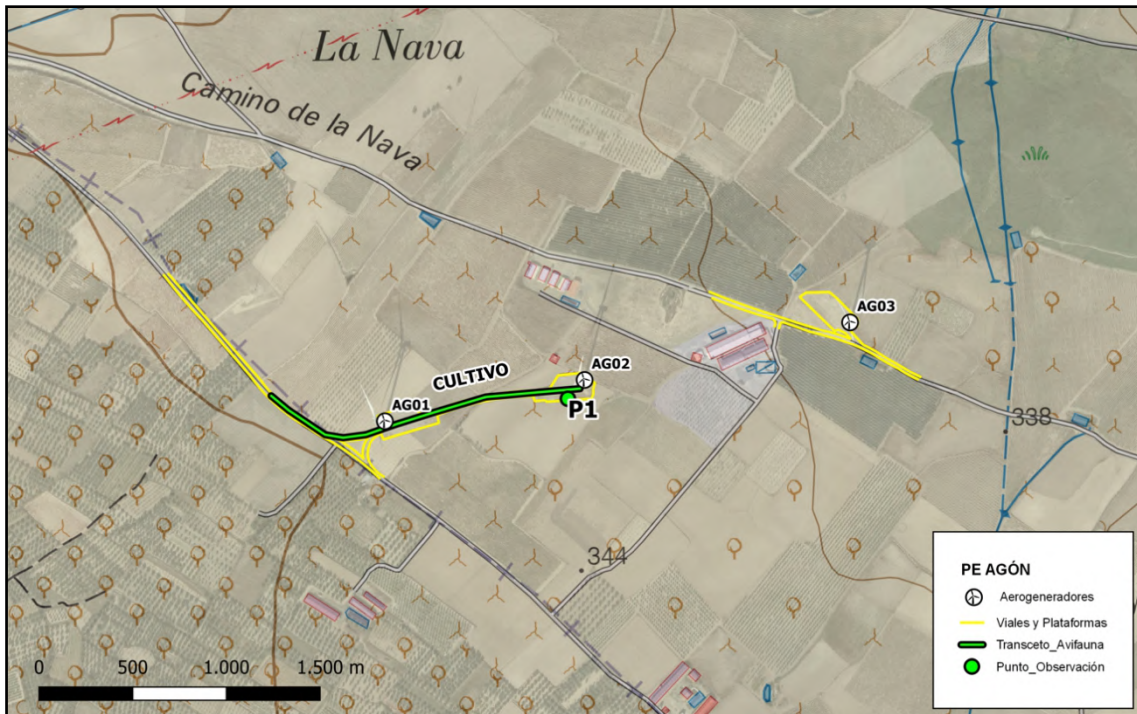 La Nava
Camino de la Nava
AG03
AG02
CULTIVO
P1
AG01
338
344
0 500 1.000 1.500 m
PE AGÓN
Aerogeneradores
Viales y Plataformas
Transceto_Avifauna
Punto_Observación